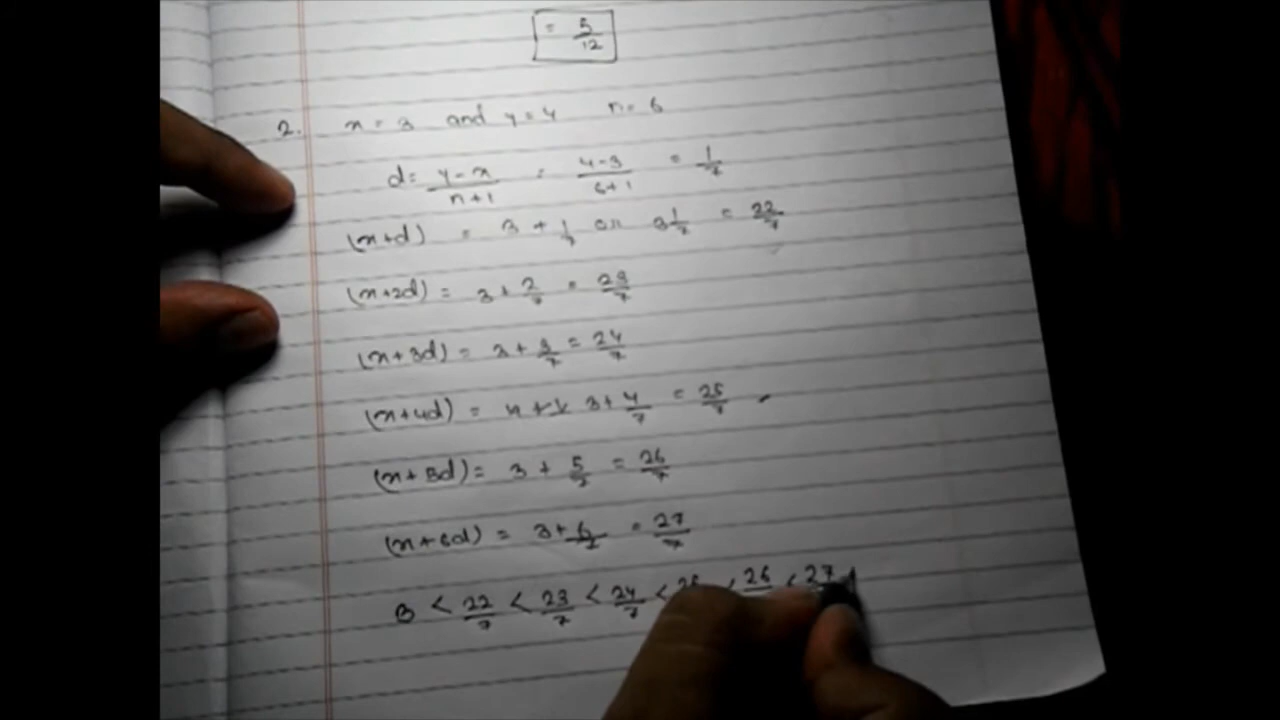 = 5/12
2. x = 3 and y = 4 n = 6
d = y-x/n+1 = 4-3/6+1 = 1/7
(x+d) = 3 + 1/7 or 3 1/7 = 22/7
(x+2d) = 3 + 2/7 = 23/7
(x+3d) = 3 + 3/7 = 24/7
(x+4d) = 3 + 4/7 = 25/7
(x+5d) = 3 + 5/7 = 26/7
(x+6d) = 3 + 6/7 = 27/7
3 < 22/7 < 23/7 < 24/7 < < 26 < 27